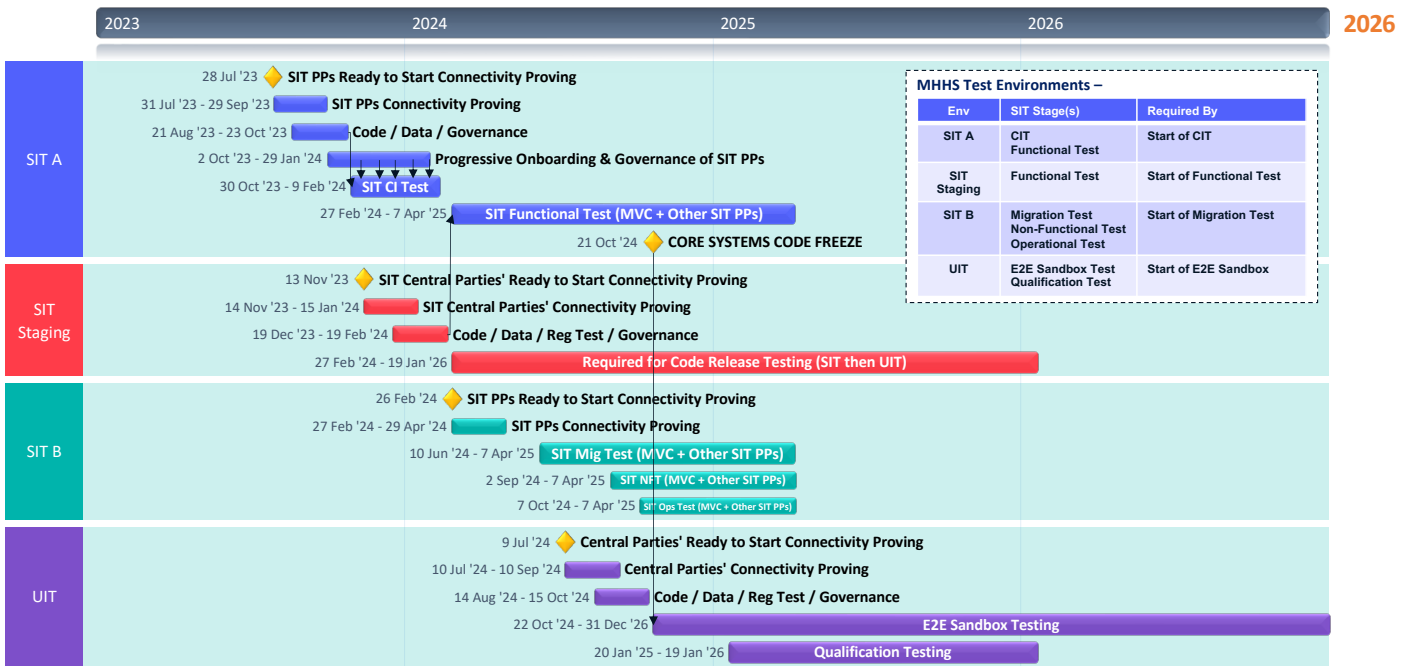 2023 2024 2025 2026 2026
SIT A
28 Jul '23 SIT PPs Ready to Start Connectivity Proving
31 Jul '23 - 29 Sep '23 SIT PPs Connectivity Proving
21 Aug '23 - 23 Oct '23 Code / Data / Governance
2 Oct '23 - 29 Jan '24 Progressive Onboarding & Governance of SIT PPs
30 Oct '23 - 9 Feb '24 SIT CI Test
27 Feb '24 - 7 Apr '25 SIT Functional Test (MVC + Other SIT PPs)
21 Oct '24 CORE SYSTEMS CODE FREEZE
MHHS Test Environments –
Env SIT Stage(s) Required By
SIT A CIT Start of CIT
Functional Test
SIT Functional Test Start of Functional Test
Staging
SIT B Migration Test Start of Migration Test
Non-Functional Test
Operational Test
UIT E2E Sandbox Test Start of E2E Sandbox
Qualification Test
SIT
Staging
13 Nov '23 SIT Central Parties' Ready to Start Connectivity Proving
14 Nov '23 - 15 Jan '24 SIT Central Parties' Connectivity Proving
19 Dec '23 - 19 Feb '24 Code / Data / Reg Test / Governance
27 Feb '24 - 19 Jan '26 Required for Code Release Testing (SIT then UIT)
SIT B
26 Feb '24 SIT PPs Ready to Start Connectivity Proving
27 Feb '24 - 29 Apr '24 SIT PPs Connectivity Proving
10 Jun '24 - 7 Apr '25 SIT Mig Test (MVC + Other SIT PPs)
2 Sep '24 - 7 Apr '25 SIT NFT (MVC + Other SIT PPs)
7 Oct '24 - 7 Apr '25 SIT Ops Test (MVC + Other SIT PPs)
UIT
9 Jul '24 Central Parties' Ready to Start Connectivity Proving
10 Jul '24 - 10 Sep '24 Central Parties' Connectivity Proving
14 Aug '24 - 15 Oct '24 Code / Data / Reg Test / Governance
22 Oct '24 - 31 Dec '26 E2E Sandbox Testing
20 Jan '25 - 19 Jan '26 Qualification Testing